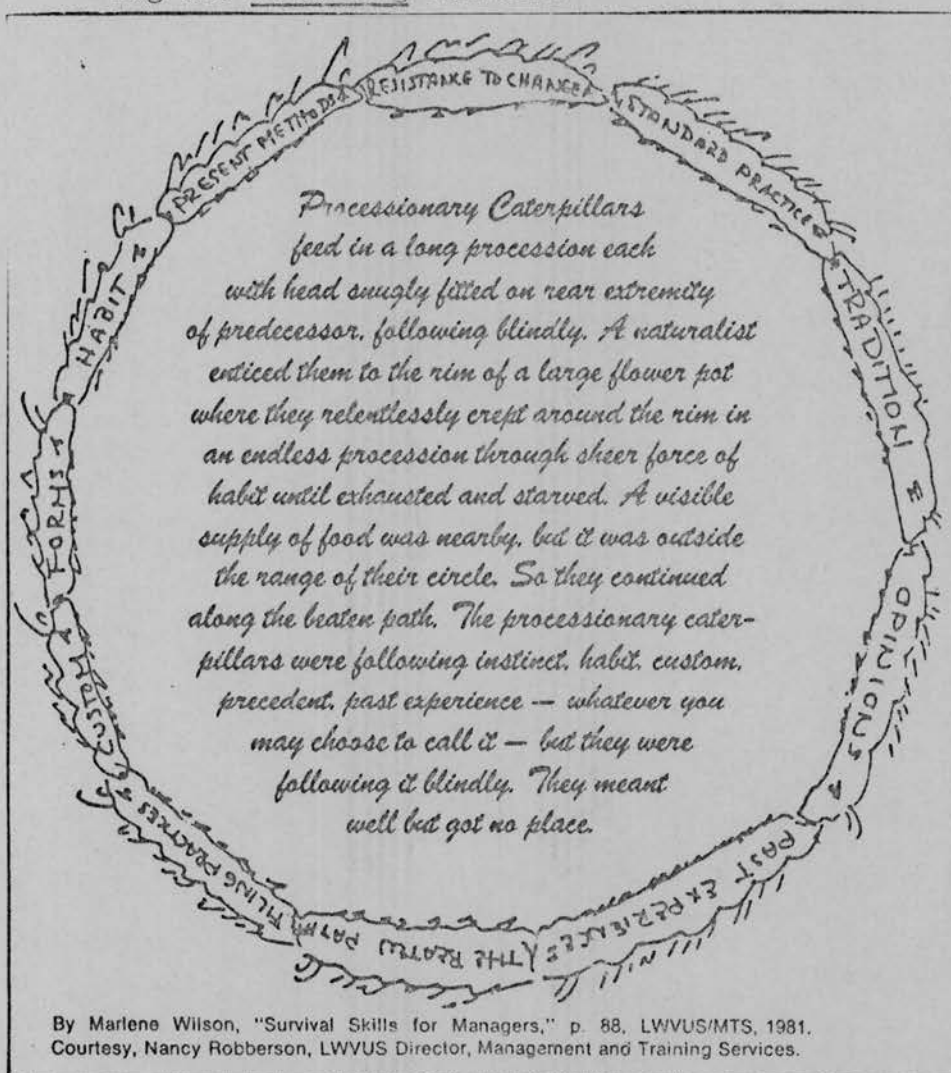 RESISTANCE TO CHANGE
STANDARD PRACTICE &
TRADITION &
OPINIONS &
PAST EXPERIENCES
THE BEATEN PATH
FILING PRACTICES &
CUSTOM &
FORMS &
HABIT &
PRESENT METHODS &
Processionary Caterpillars
feed in a long procession each
with head snugly fitted on rear extremity
of predecessor, following blindly. A naturalist
enticed them to the rim of a large flower pot
where they relentlessly crept around the rim in
an endless procession through sheer force of
habit until exhausted and starved. A visible
supply of food was nearby, but it was outside
the range of their circle. So they continued
along the beaten path. The processionary cater-
pillars were following instinct, habit, custom,
precedent, past experience — whatever you
may choose to call it — but they were
following it blindly. They meant
well but got no place.
By Marlene Wilson, "Survival Skills for Managers," p. 88, LWVUS/MTS, 1981.
Courtesy, Nancy Robberson, LWVUS Director, Management and Training Services.